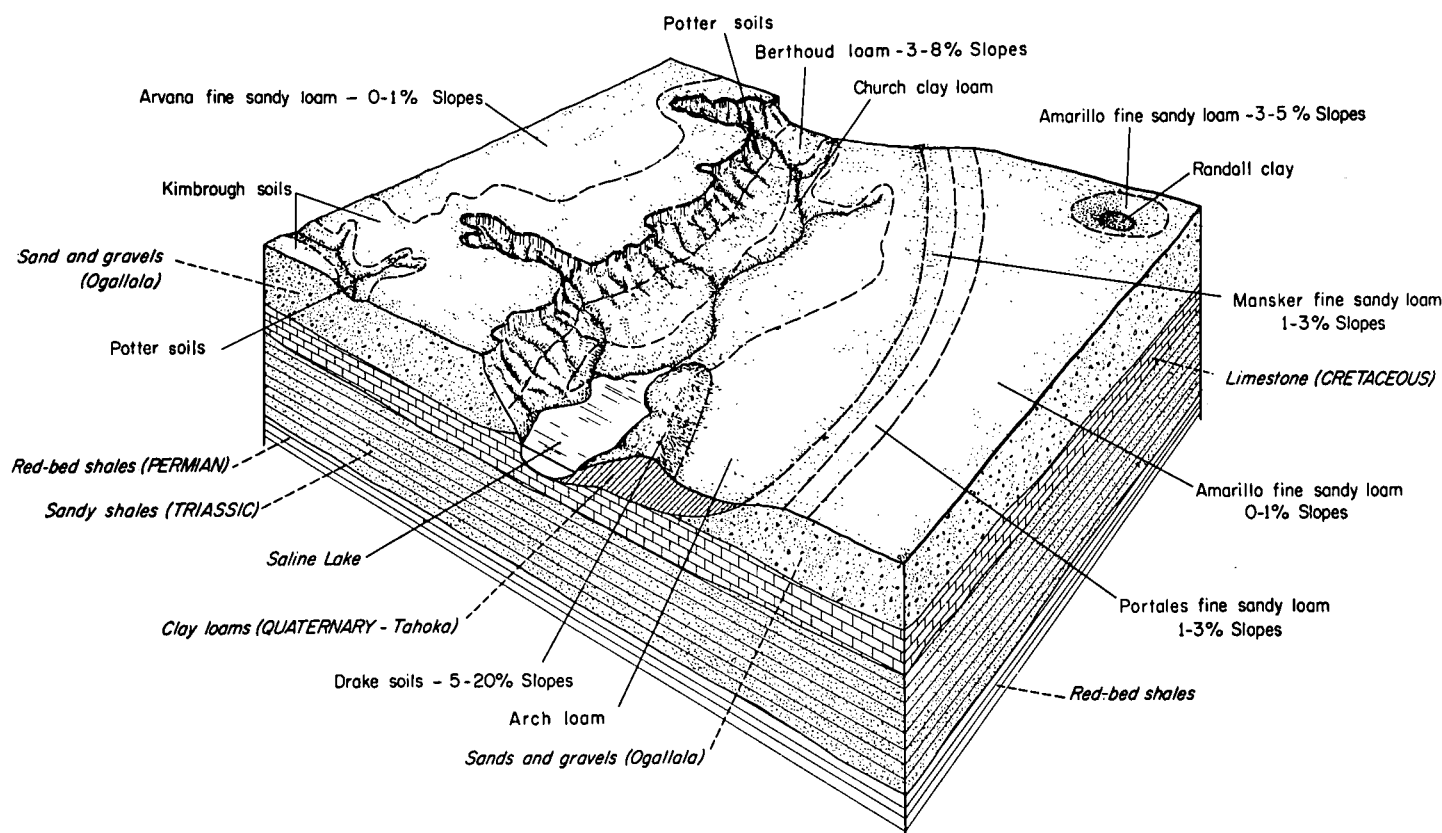 Potter soils
Berthoud loam -3-8% Slopes
Church clay loam
Arvana fine sandy loam - 0-1% Slopes
Amarillo fine sandy loam -3-5% Slopes
Randall clay
Kimbrough soils
Sand and gravels
(Ogallala)
Mansker fine sandy loam
1-3% Slopes
Potter soils
Limestone (CRETACEOUS)
Red-bed shales (PERMIAN)
Sandy shales (TRIASSIC)
Amarillo fine sandy loam
0-1% Slopes
Saline Lake
Portales fine sandy loam
1-3% Slopes
Clay loams (QUATERNARY - Tahoka)
Drake soils - 5-20% Slopes
Red-bed shales
Arch loam
Sands and gravels (Ogallala)